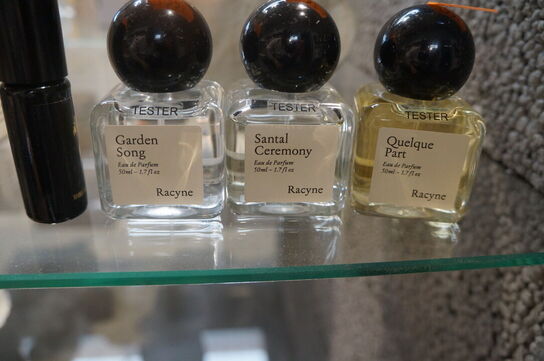 TESTER
Garden
Song
Eau de Parfum
50ml – 1.7 fl oz
Racyne
TESTER
Santal
Ceremony
Eau de Parfum
50ml – 1.7 fl oz
Racyne
TESTER
Quelque
Part
Eau de Parfum
50ml – 1.7 fl oz
Racyne